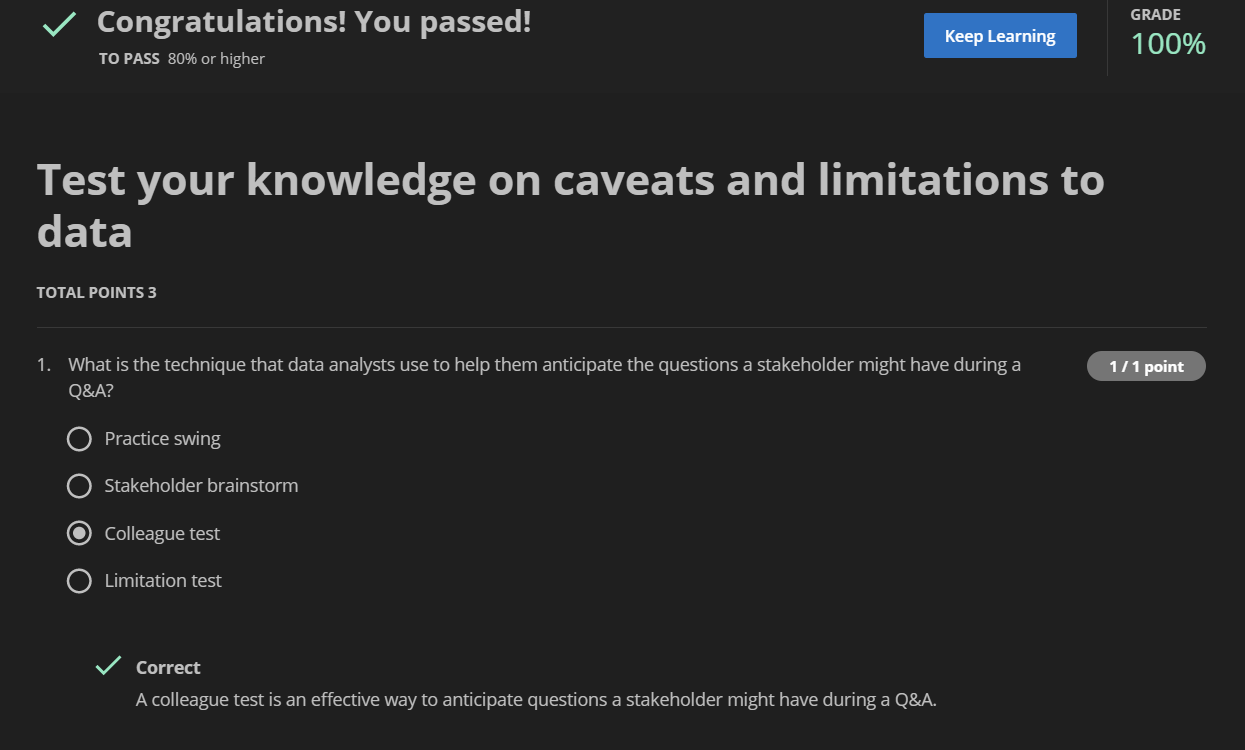 Congratulations! You passed!
TO PASS 80% or higher
Keep Learning
GRADE
100%
Test your knowledge on caveats and limitations to
data
TOTAL POINTS 3
1. What is the technique that data analysts use to help them anticipate the questions a stakeholder might have during a
Q&A?
1 / 1 point
Practice swing
Stakeholder brainstorm
Colleague test
Limitation test
Correct
A colleague test is an effective way to anticipate questions a stakeholder might have during a Q&A.